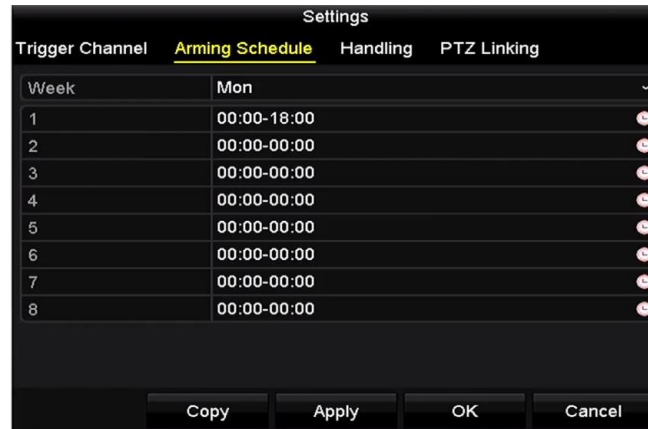 Settings
Trigger Channel Arming Schedule Handling PTZ Linking
Week Mon
1 00:00-18:00
2 00:00-00:00
3 00:00-00:00
4 00:00-00:00
5 00:00-00:00
6 00:00-00:00
7 00:00-00:00
8 00:00-00:00
Copy Apply OK Cancel